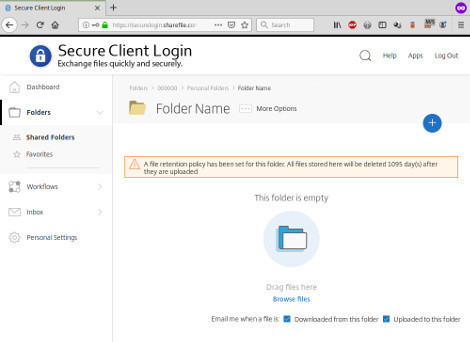 Secure Client Login
https://securelogin.sharefile.co
Search
Secure Client Login
Exchange files quickly and securely.
Help
Apps
Log Out
Dashboard
Folders
Shared Folders
Favorites
Workflows
Inbox
Personal Settings
Folders > 000000 > Personal Folders > Folder Name
Folder Name
More Options
A file retention policy has been set for this folder. All files stored here will be deleted 1095 day(s) after
they are uploaded
This folder is empty
Drag files here
Browse files
Email me when a file is: Downloaded from this folder Uploaded to this folder